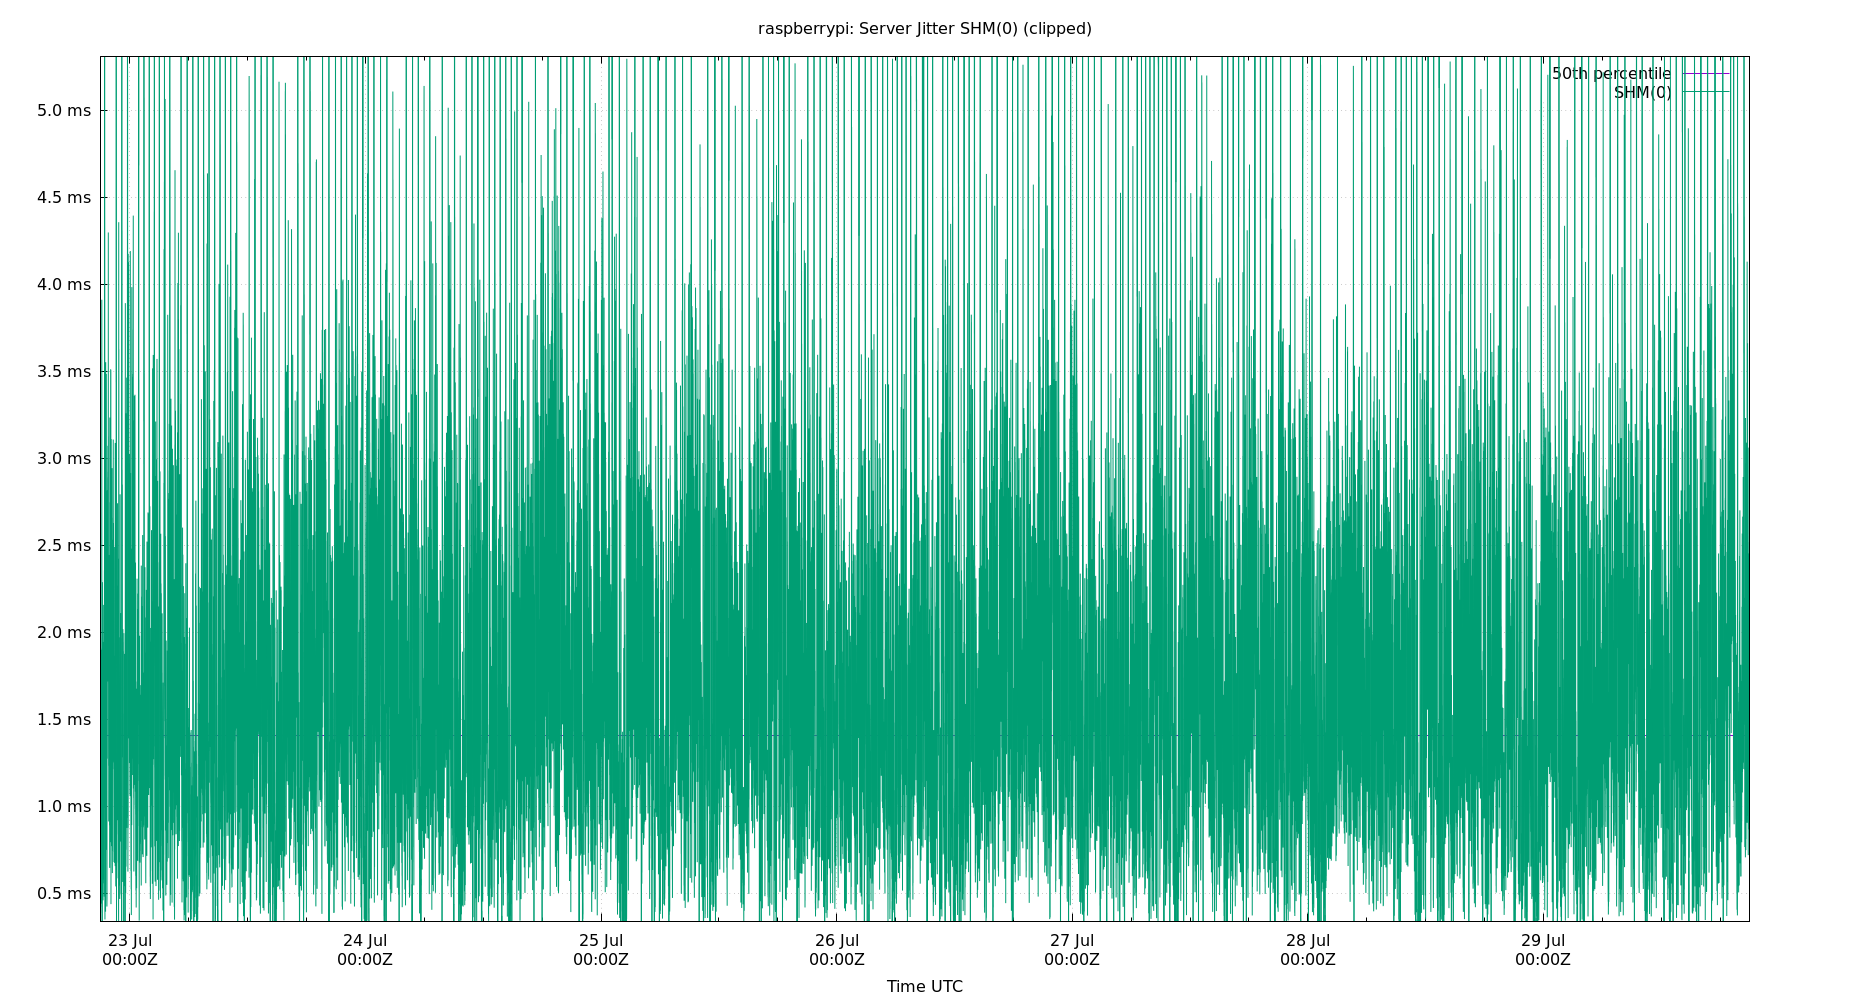 raspberrypi: Server Jitter SHM(0) (clipped)
50th percentile
SHM(0)
5.0 ms
4.5 ms
4.0 ms
3.5 ms
3.0 ms
2.5 ms
2.0 ms
1.5 ms
1.0 ms
0.5 ms
23 Jul 24 Jul 25 Jul 26 Jul 27 Jul 28 Jul 29 Jul
00:00Z 00:00Z 00:00Z 00:00Z 00:00Z 00:00Z 00:00Z
Time UTC